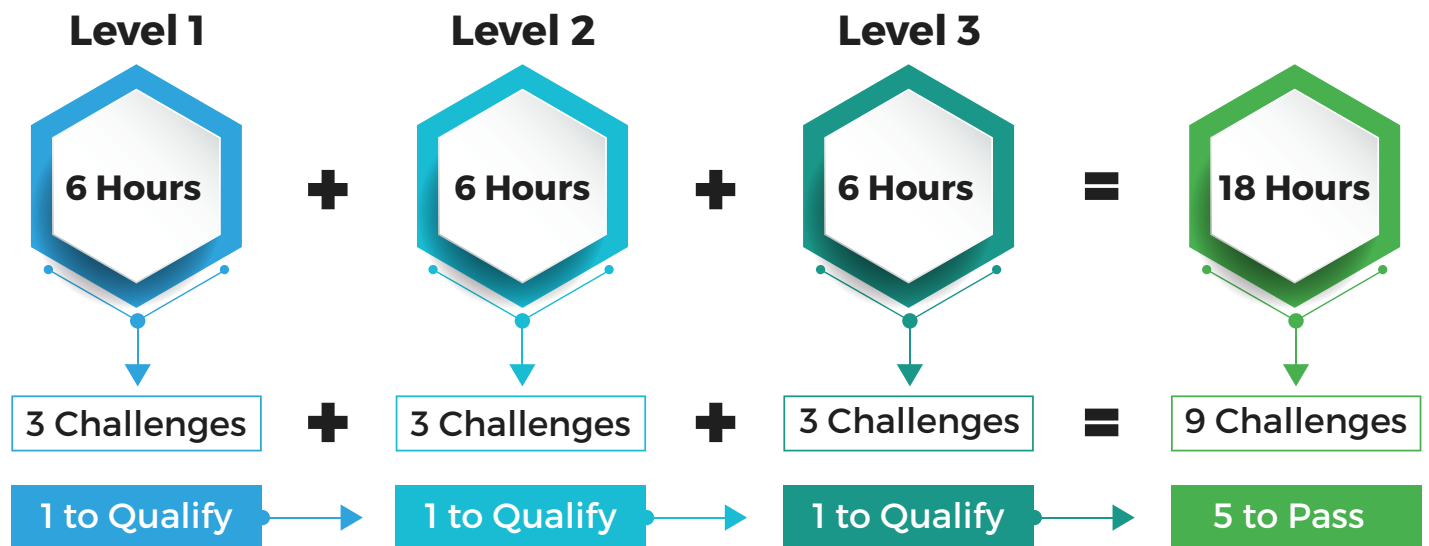 Level 1
Level 2
Level 3
6 Hours
+
6 Hours
+
6 Hours
=
18 Hours
3 Challenges
+
3 Challenges
+
3 Challenges
=
9 Challenges
1 to Qualify
1 to Qualify
1 to Qualify
5 to Pass